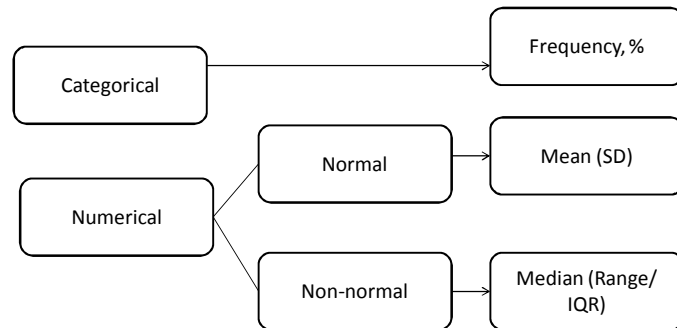 Frequency, %
Categorical
Normal
Mean (SD)
Numerical
Non-normal
Median (Range/
IQR)